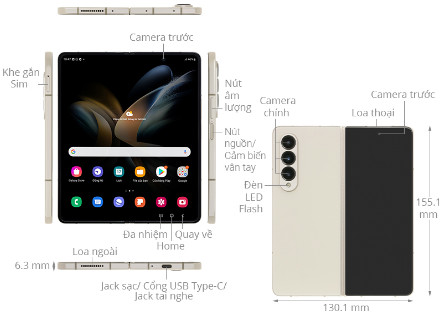 Camera trước
Khe gắn
Sim
Nút
âm
lượng
Nút
nguồn/
Cảm biến
vân tay
Đa nhiệm
Quay về
Home
Loa ngoài
6.3 mm
Jack sạc/ Cổng USB Type-C/
Jack tai nghe
Camera trước
Camera
chính
Loa thoại
Đèn
LED
Flash
155.1
mm
130.1 mm